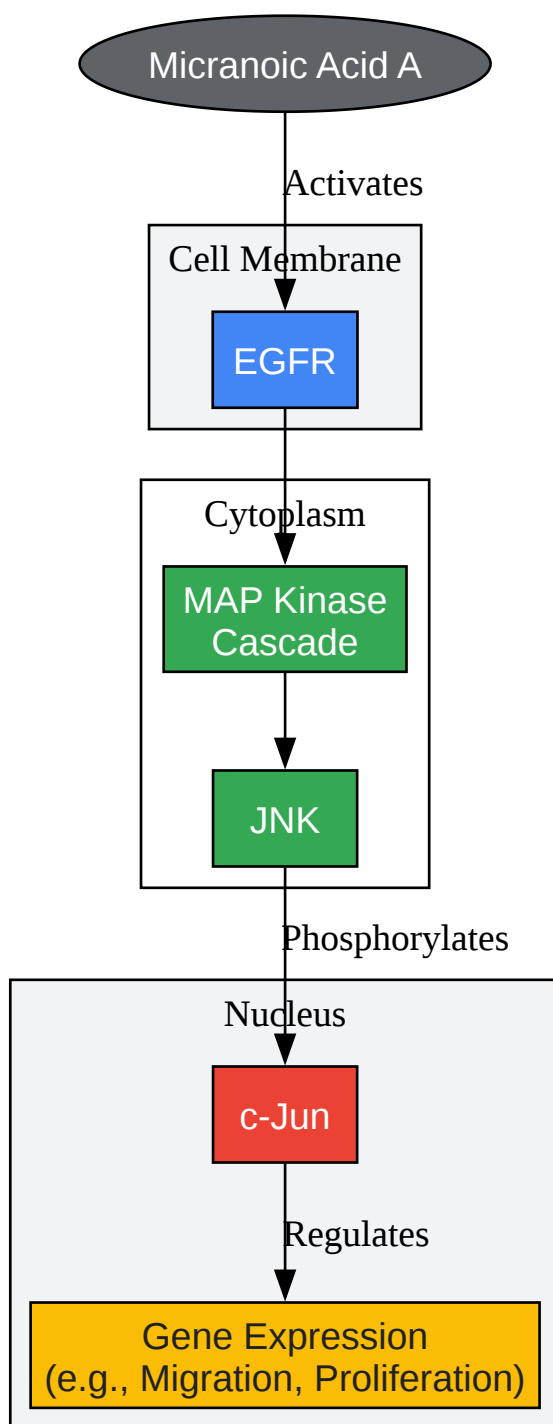 Micranoic Acid A
Activates
Cell Membrane
EGFR
Cytoplasm
MAP Kinase
Cascade
JNK
Phosphorylates
Nucleus
c-Jun
Regulates
Gene Expression
(e.g., Migration, Proliferation)